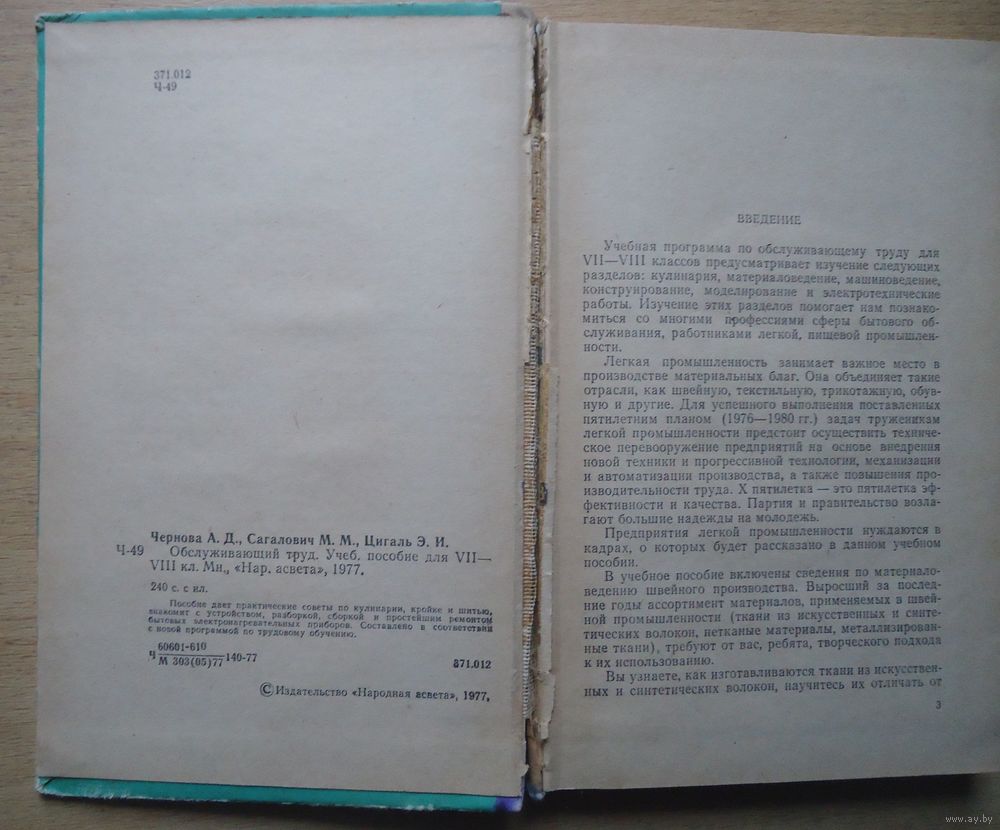 371.012
Ч-49
Чернова А. Д., Сагалович М. М., Цигаль Э. И.
Ч-49 Обслуживающий труд. Учеб. пособие для VII—
VIII кл. Мн., «Нар. асвета», 1977.
240 с. с ил.
Пособие дает практические советы по кулинарии, кройке и шитью,
знакомит с устройством, разборкой, сборкой и простейшим ремонтом
бытовых электронагревательных приборов. Составлено в соответствии
с новой программой по трудовому обучению.
60601-610
Ч 140-77
М 303(05)77
371.012
© Издательство «Народная асвета», 1977.
ВВЕДЕНИЕ
Учебная программа по обслуживающему труду для
VII—VIII классов предусматривает изучение следующих
разделов: кулинария, материаловедение, машиноведение,
конструирование, моделирование и электротехнические
работы. Изучение этих разделов помогает нам познако-
миться со многими профессиями сферы бытового об-
служивания, работниками легкой, пищевой промышлен-
ности.
Легкая промышленность занимает важное место в
производстве материальных благ. Она объединяет такие
отрасли, как швейную, текстильную, трикотажную, обув-
ную и другие. Для успешного выполнения поставленных
пятилетним планом (1976—1980 гг.) задач труженикам
легкой промышленности предстоит осуществить техниче-
ское перевооружение предприятий на основе внедрения
новой техники и прогрессивной технологии, механизации
и автоматизации производства, а также повышения про-
изводительности труда. X пятилетка — это пятилетка эф-
фективности и качества. Партия и правительство возла-
гают большие надежды на молодежь.
Предприятия легкой промышленности нуждаются в
кадрах, о которых будет рассказано в данном учебном
пособии.
В учебное пособие включены сведения по материало-
ведению швейного производства. Выросший за послед-
ние годы ассортимент материалов, применяемых в швей-
ной промышленности (ткани из искусственных и синте-
тических волокон, нетканые материалы, металлизирован-
ные ткани), требуют от вас, ребята, творческого подхода
к их использованию.
Вы узнаете, как изготавливаются ткани из искусствен-
ных и синтетических волокон, научитесь их отличать от
3
www.ay.by